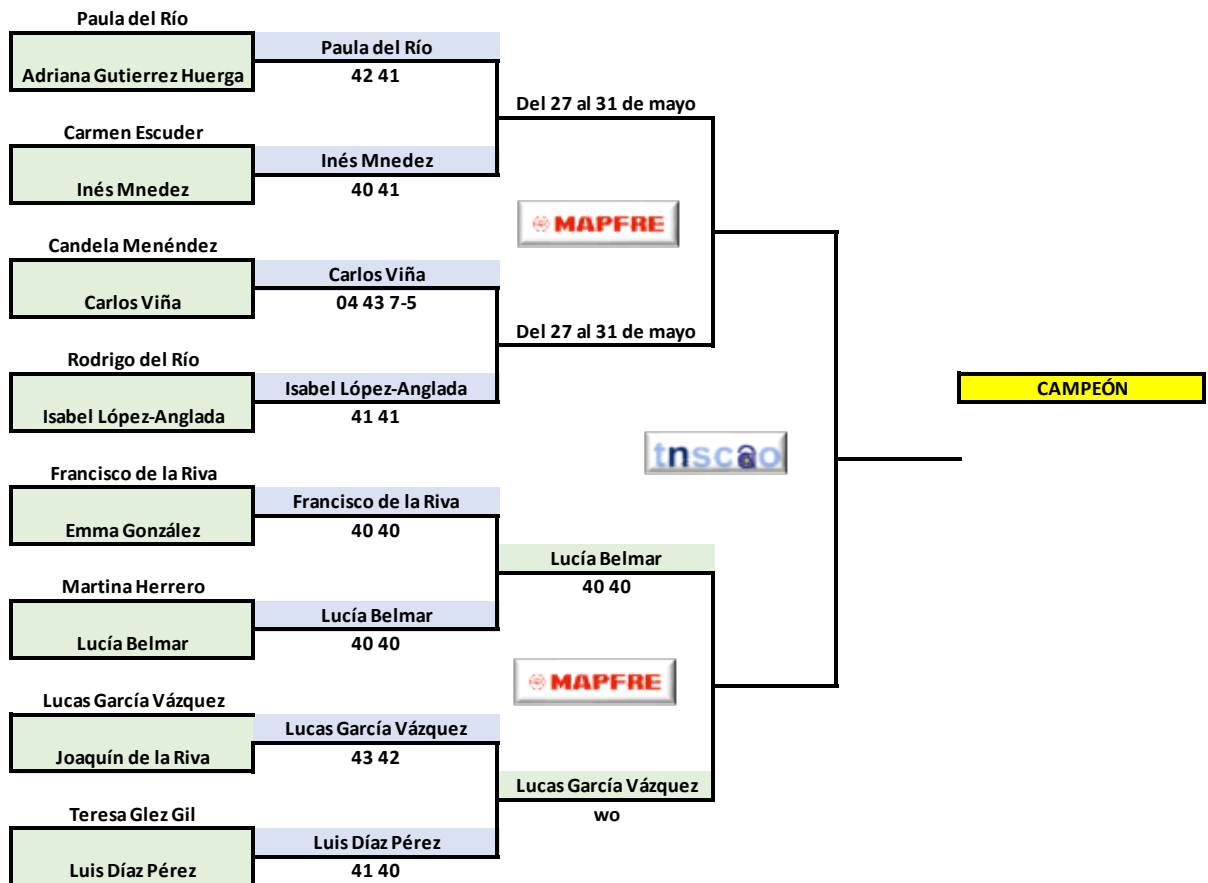 Paula del Río
Paula del Río
Adriana Gutierrez Huerga
42 41
Del 27 al 31 de mayo
Carmen Escuder
Inés Mnedez
Inés Mnedez
40 41
MAPFRE
Candela Menéndez
Carlos Viña
Carlos Viña
04 43 7-5
Del 27 al 31 de mayo
Rodrigo del Río
Isabel López-Anglada
CAMPEÓN
Isabel López-Anglada
41 41
Francisco de la Riva
Francisco de la Riva
Emma González
40 40
Lucía Belmar
Martina Herrero
40 40
Lucía Belmar
Lucía Belmar
40 40
MAPFRE
Lucas García Vázquez
Lucas García Vázquez
Joaquín de la Riva
43 42
Lucas García Vázquez
Teresa Glez Gil
wo
Luis Díaz Pérez
Luis Díaz Pérez
41 40